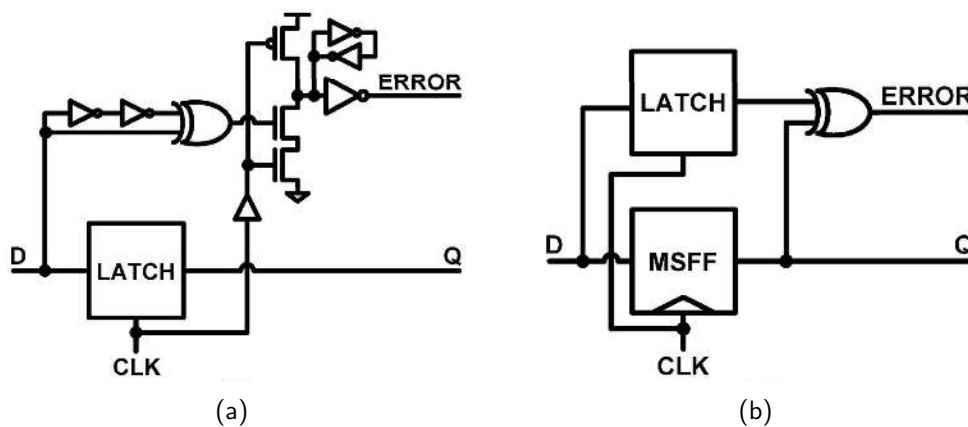 ERROR
D
LATCH
Q
CLK
(a)
LATCH
ERROR
D
MSFF
Q
CLK
(b)